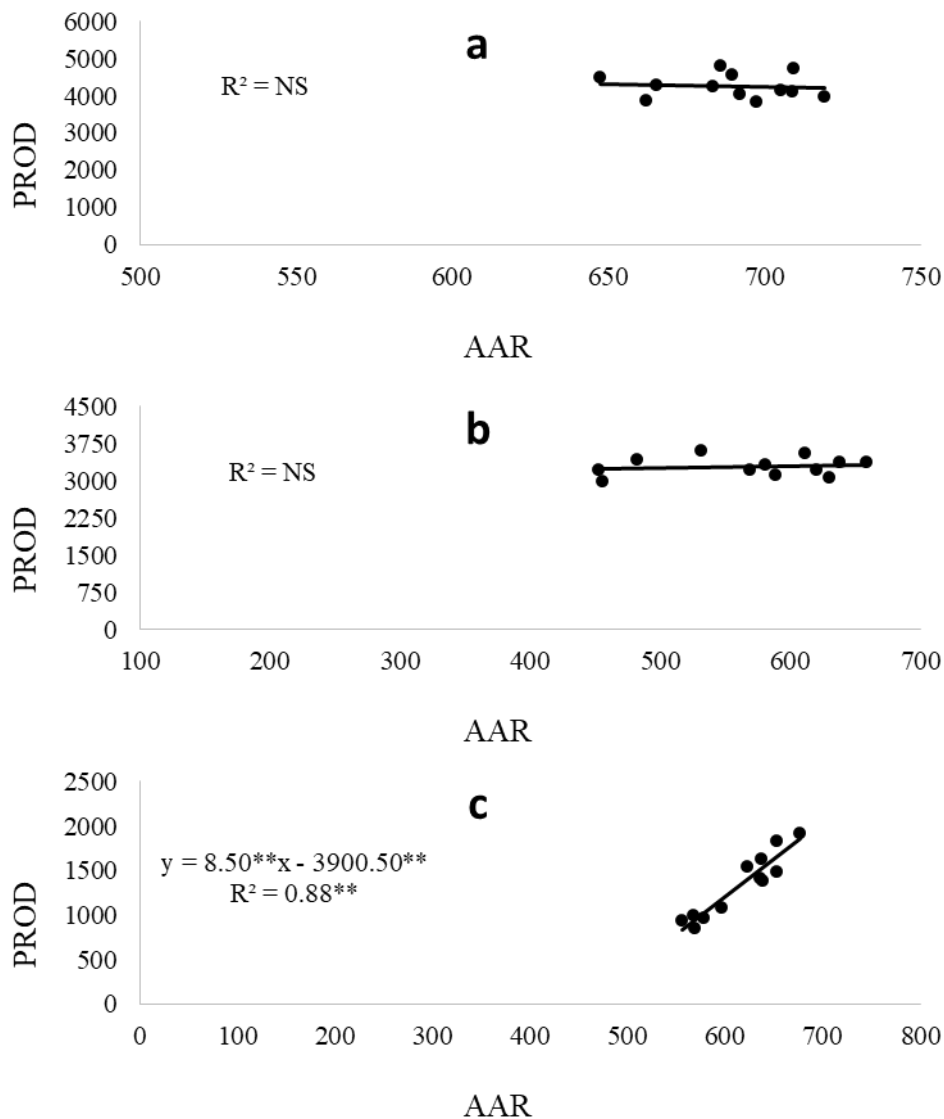 6000
a
5000
R² = NS
4000
3000
PROD
2000
1000
0
500 550 600 650 700 750
AAR
4500
b
3750
R² = NS
3000
PROD
2250
1500
750
0
100 200 300 400 500 600 700
AAR
2500
c
2000
y = 8.50**x - 3900.50**
R² = 0.88**
1500
PROD
1000
500
0
0 100 200 300 400 500 600 700 800
AAR